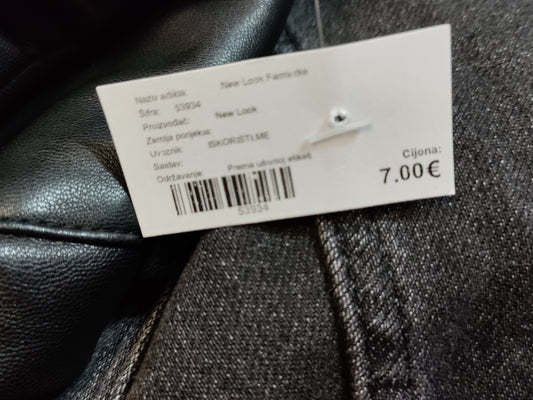 Naziv artikla: New Look Farmerke
Šifra: 53934
Proizvođač: New Look
Zemlja porijekla:
Uvoznik: ISKORISTI.ME
Sastav:
Održavanje: Prema ušivnoj etiketi
53934
Cijena:
7.00€